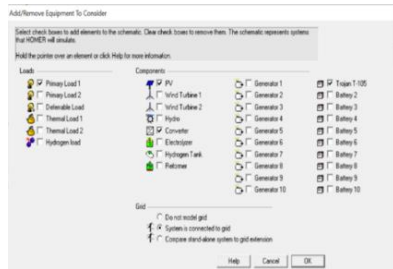 Add/Remove Equipment To Consider
Select check boxes to add elements to the schematic. Clear check boxes to remove them. The schematic represents systems
that HOMER will simulate.
Hold the pointer over an element or click Help for more information.
Loads
Primary Load 1
Primary Load 2
Deferrable Load
Thermal Load 1
Thermal Load 2
Hydrogen load
Components
PV
Wind Turbine 1
Wind Turbine 2
Hydro
Converter
Electrolyzer
Hydrogen Tank
Reformer
Generator 1
Generator 2
Generator 3
Generator 4
Generator 5
Generator 6
Generator 7
Generator 8
Generator 9
Generator 10
Trojan T-105
Battery 2
Battery 3
Battery 4
Battery 5
Battery 6
Battery 7
Battery 8
Battery 9
Battery 10
Grid
Do not model grid
System is connected to grid
Compare stand-alone system to grid extension
Help
Cancel
OK